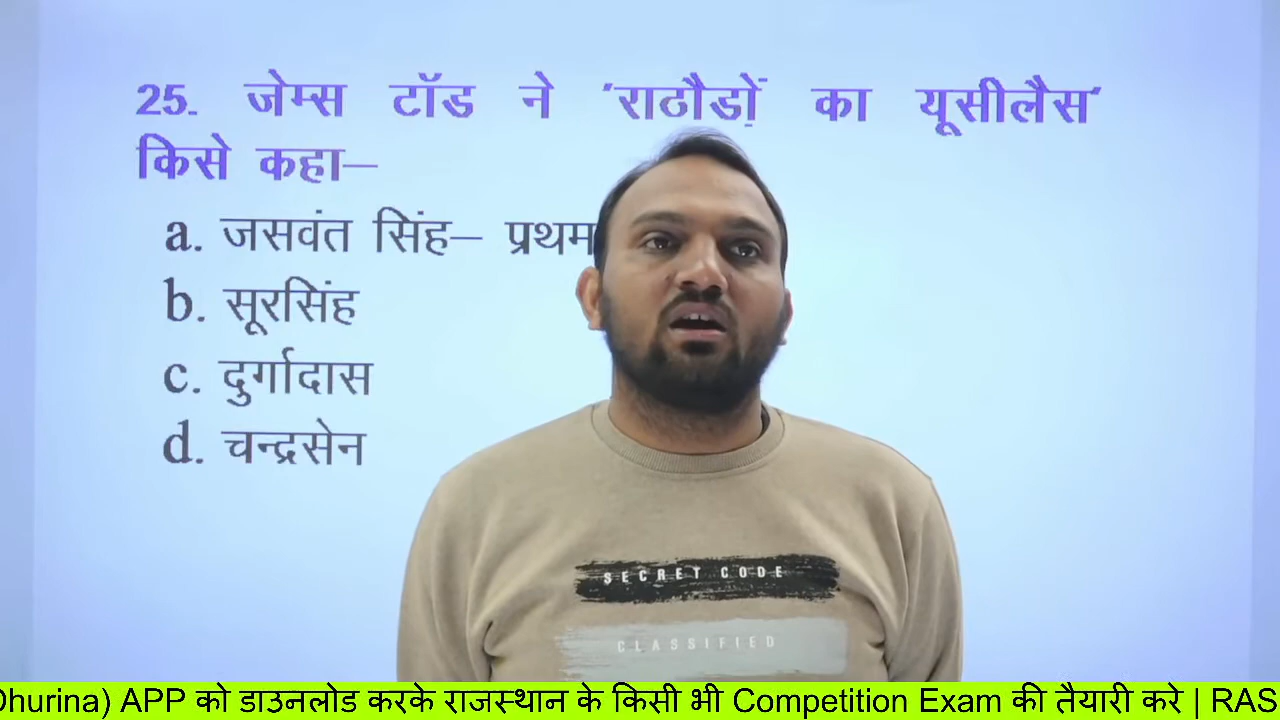 25. जेम्स टॉड ने 'राठौडों का यूसीलैस'
किसे कहा–
a. जसवंत सिंह– प्रथम
b. सूरसिंह
c. दुर्गादास
d. चन्द्रसेन
SECRET CODE
CLASSIFIED
Dhurina) APP को डाउनलोड करके राजस्थान के किसी भी Competition Exam की तैयारी करे | RAS